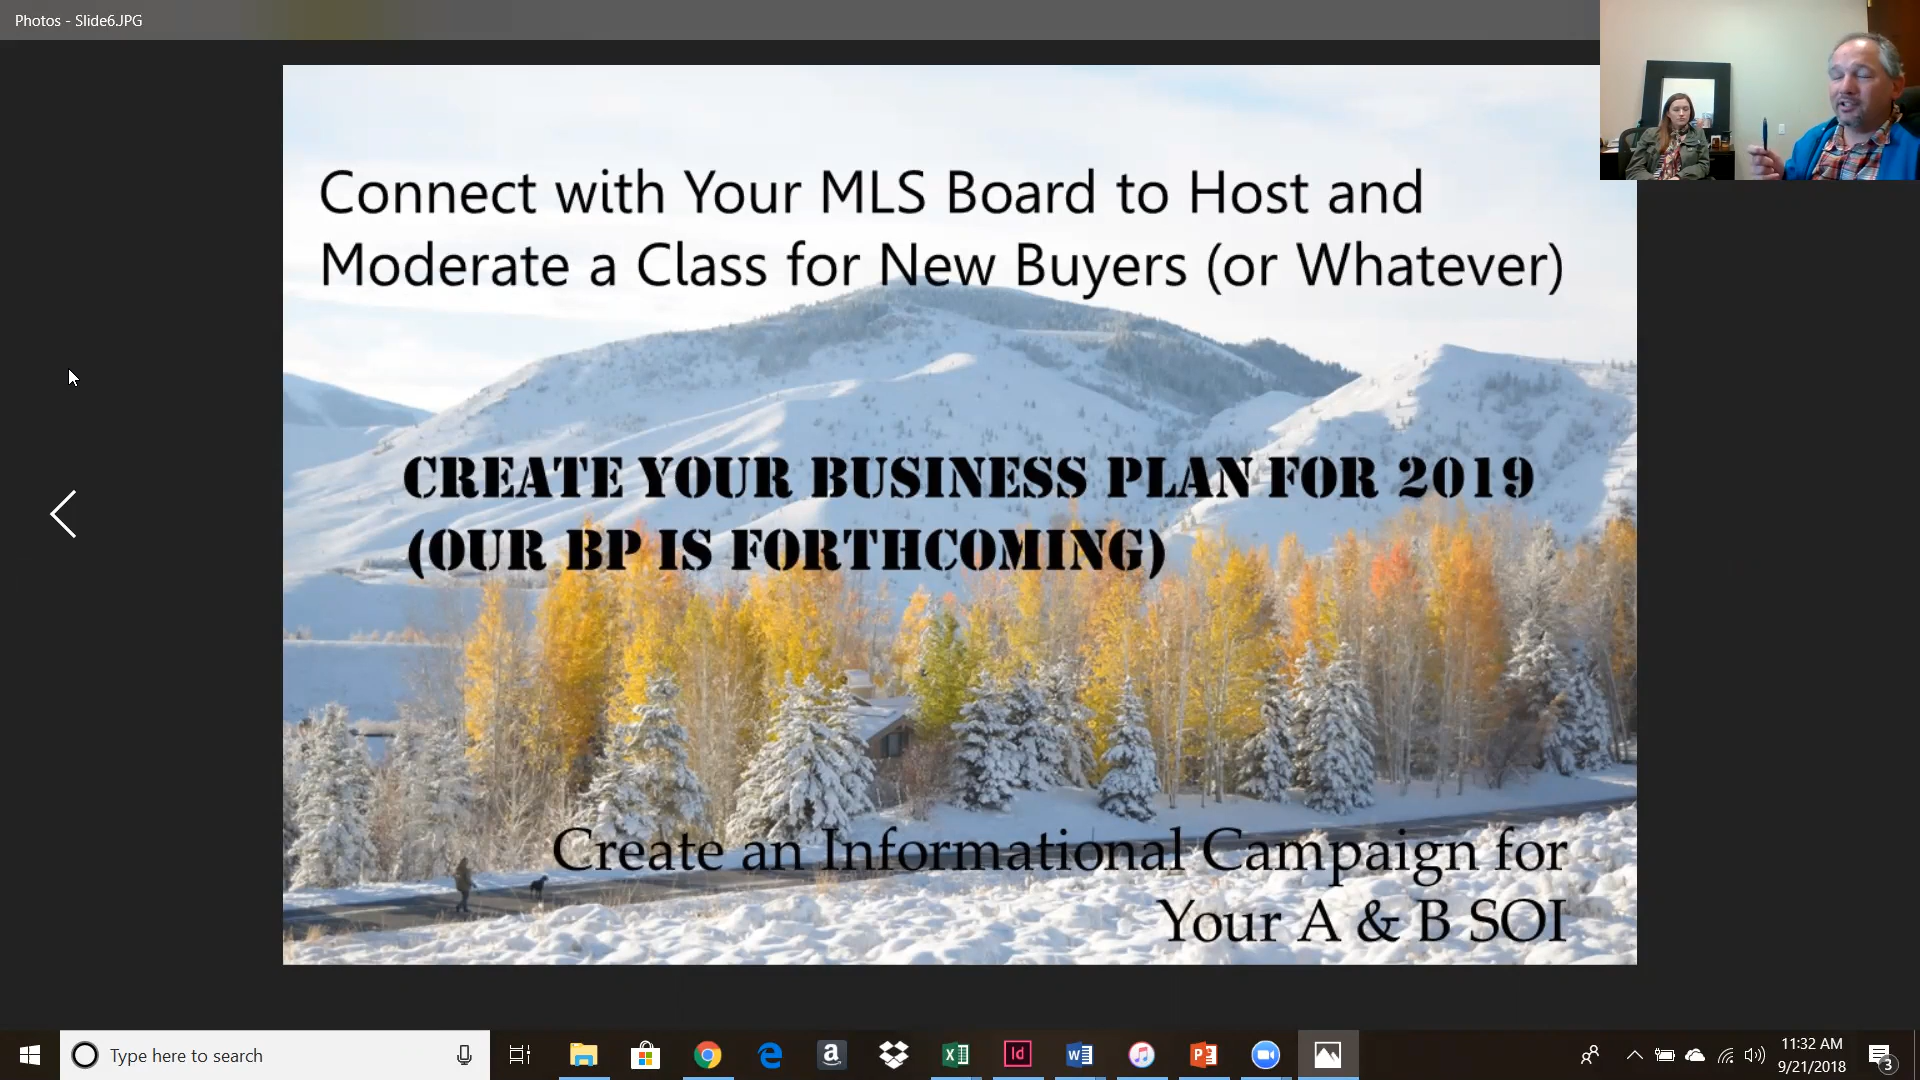 Photos - Slide6.JPG
Connect with Your MLS Board to Host and
Moderate a Class for New Buyers (or Whatever)
CREATE YOUR BUSINESS PLAN FOR 2019
(OUR BP IS FORTHCOMING)
Create an Informational Campaign for
Your A & B SOI
Type here to search
a
Id
W
P
11:32 AM
9/21/2018
3